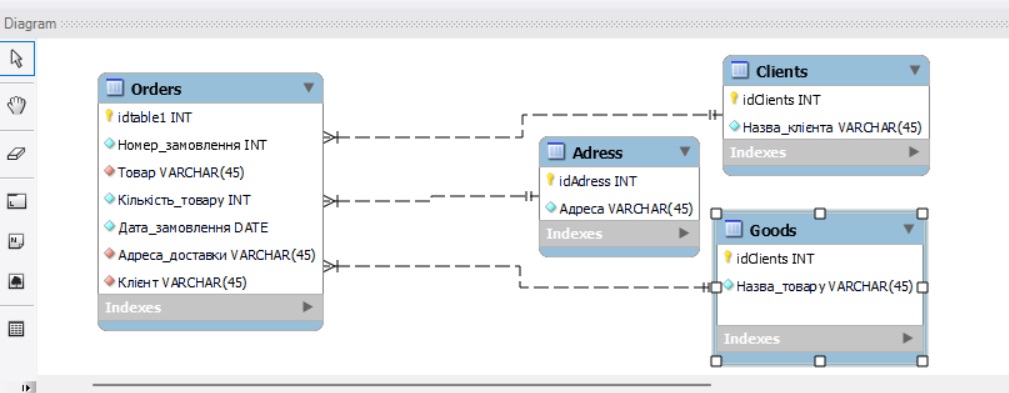 Diagram
Orders
idtable1 INT
Номер_замовлення INT
Товар VARCHAR(45)
Кількість_товару INT
Дата_замовлення DATE
Адреса_доставки VARCHAR(45)
Клієнт VARCHAR(45)
Indexes
Adress
idAdress INT
Адреса VARCHAR(45)
Indexes
Clients
idClients INT
Назва_клієнта VARCHAR(45)
Indexes
Goods
idClients INT
Назва_товару VARCHAR(45)
Indexes